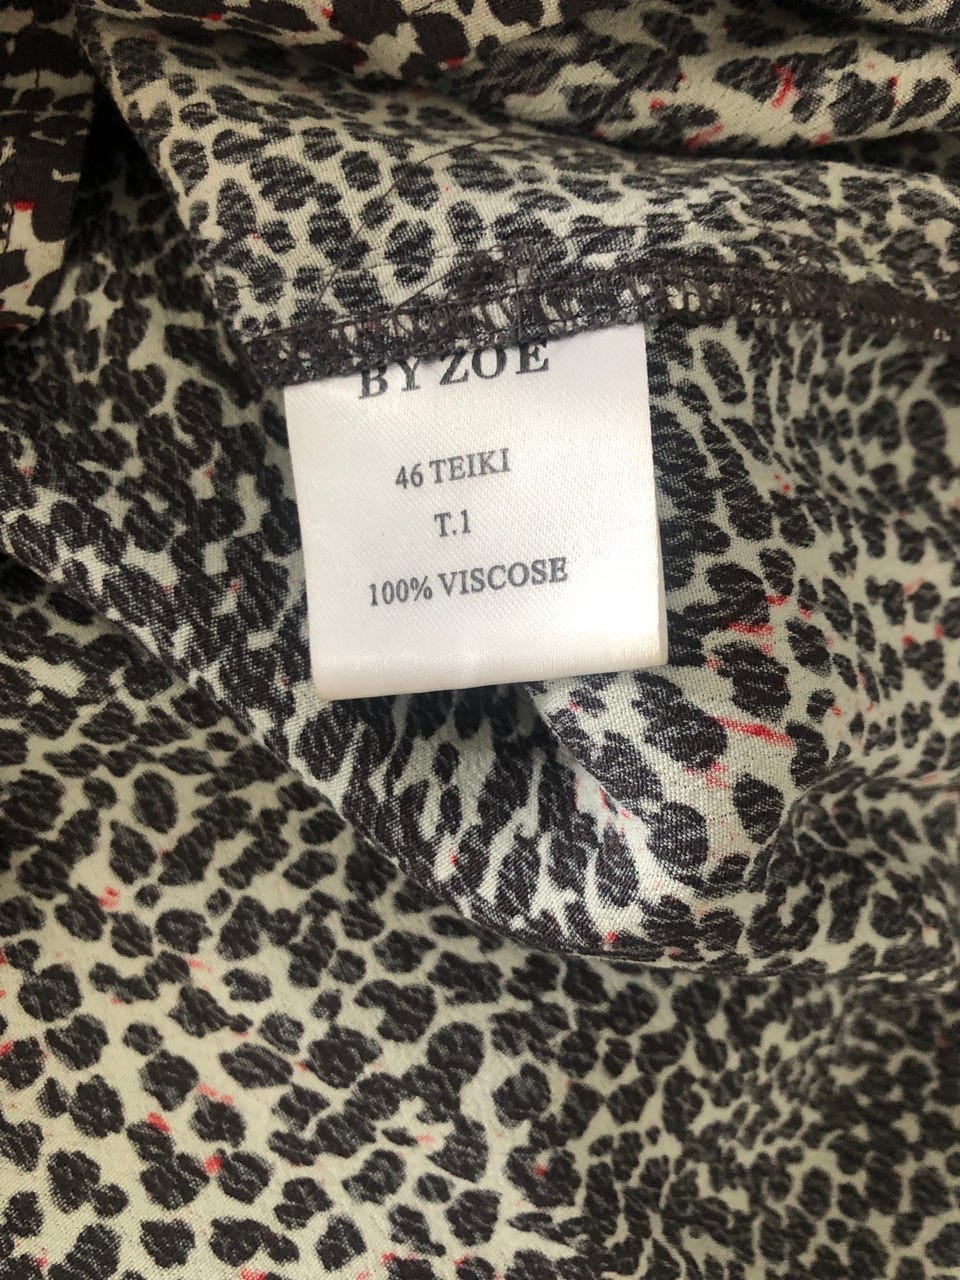 BY ZOE
46 TEIKI
T.1
100% VISCOSE